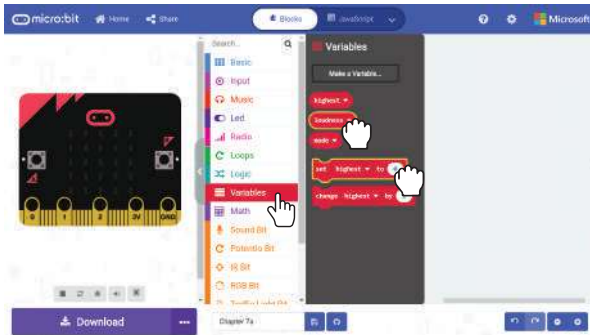 micro:bit Home Share Blocks JavaScript Microsoft
Search...
Basic
Input
Music
Led
Radio
Loops
Logic
Variables
Math
Sound Bit
Potentio Bit
IR Bit
RGB Bit
Variables
Make a Variable...
highest
loudness
mode
set highest to
change highest by
0 1 2 3V GND
Download ••• Chapter 7a